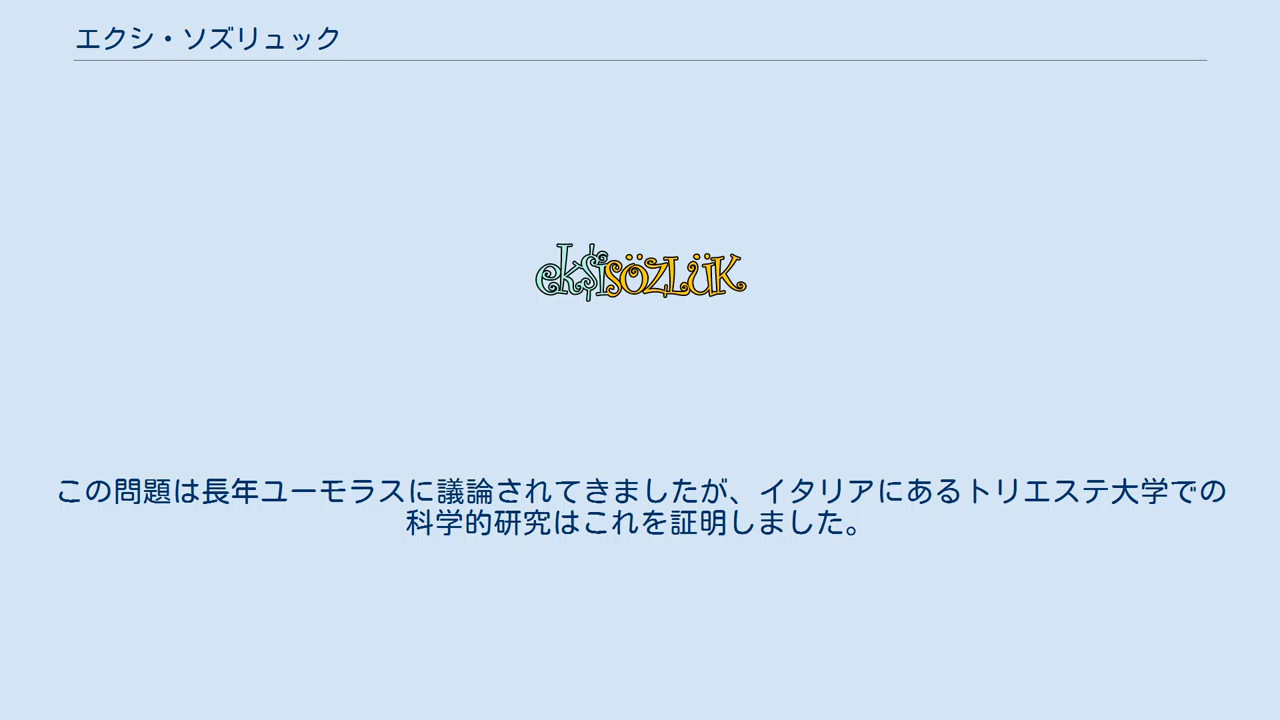 エクシ・ソズリュック
ekşisözlük
この問題は長年ユーモラスに議論されてきましたが、イタリアにあるトリエステ大学での
科学的研究はこれを証明しました。